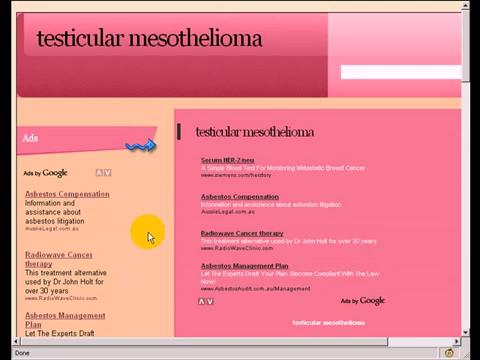 testicular mesothelioma
Ads
Ads by Google
Asbestos Compensation
Information and
assistance about
asbestos litigation
AussieLegal.com.au
Radiowave Cancer
therapy
This treatment alternative
used by Dr John Holt for
over 30 years
www.RadioWaveClinic.com
Asbestos Management
Plan
Let The Experts Draft
testicular mesothelioma
Serum HER-2/neu
A Simple Blood Test For Monitoring Metastatic Breast Cancer
www.siemens.com/her2story
Asbestos Compensation
Information and assistance about asbestos litigation
AussieLegal.com.au
Radiowave Cancer therapy
This treatment alternative used by Dr John Holt for over 30 years
www.RadioWaveClinic.com
Asbestos Management Plan
Let The Experts Draft Your Plan. Become Compliant With The Law
Now!
www.AsbestosAudit.com.au/Management
Ads by Google
testicular mesothelioma
Done